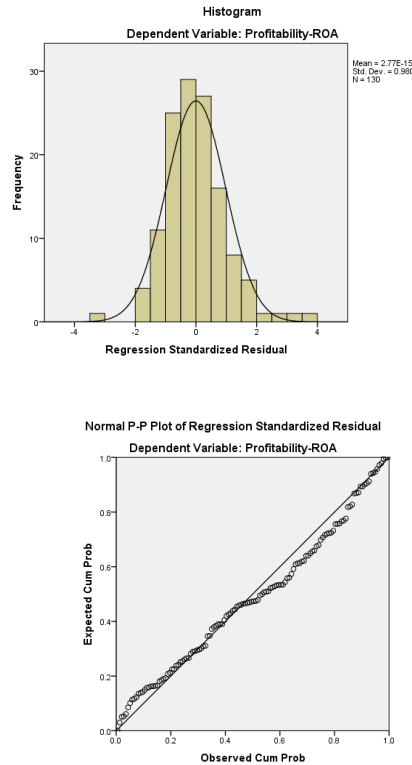 Histogram
Dependent Variable: Profitability-ROA
Mean = 2.77E-15
Std. Dev. = 0.980
N = 130
30
20
10
0
Frequency
-4 -2 0 2 4
Regression Standardized Residual
Normal P-P Plot of Regression Standardized Residual
Dependent Variable: Profitability-ROA
1.0
0.8
0.6
0.4
0.2
0.0
Expected Cum Prob
0.0 0.2 0.4 0.6 0.8 1.0
Observed Cum Prob